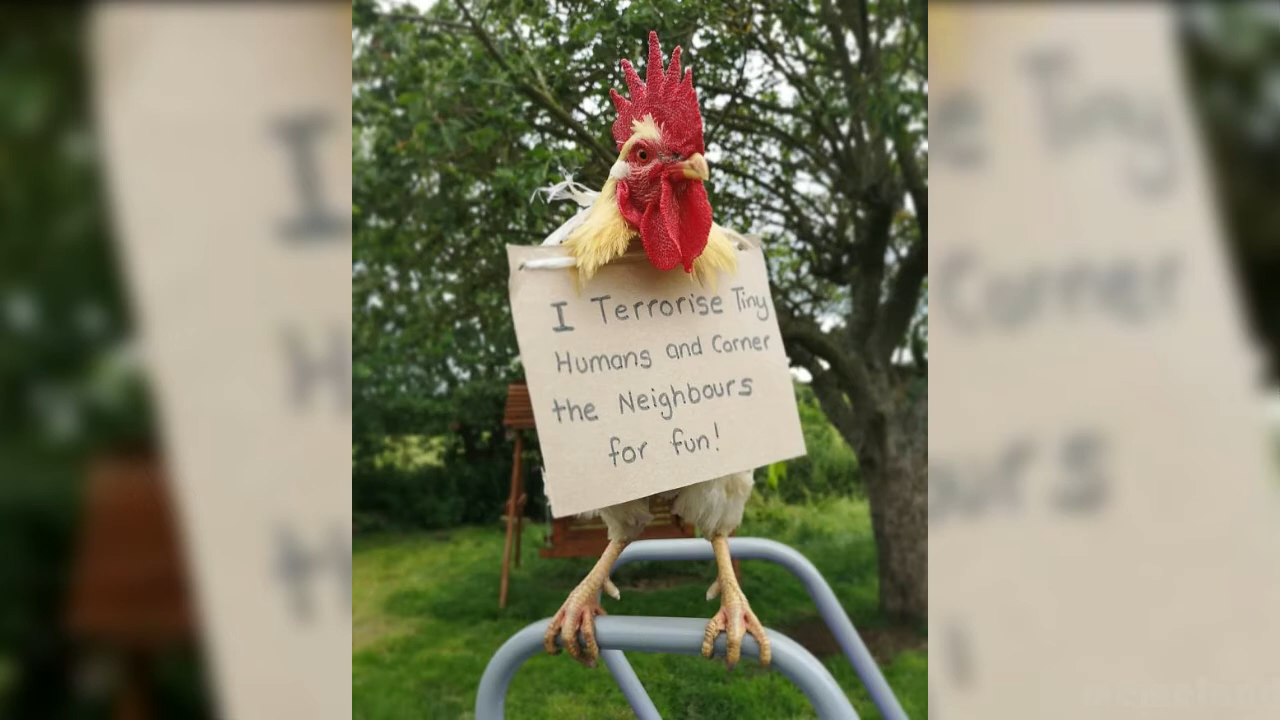 I Terrorise Tiny
Humans and Corner
the Neighbours
for fun!